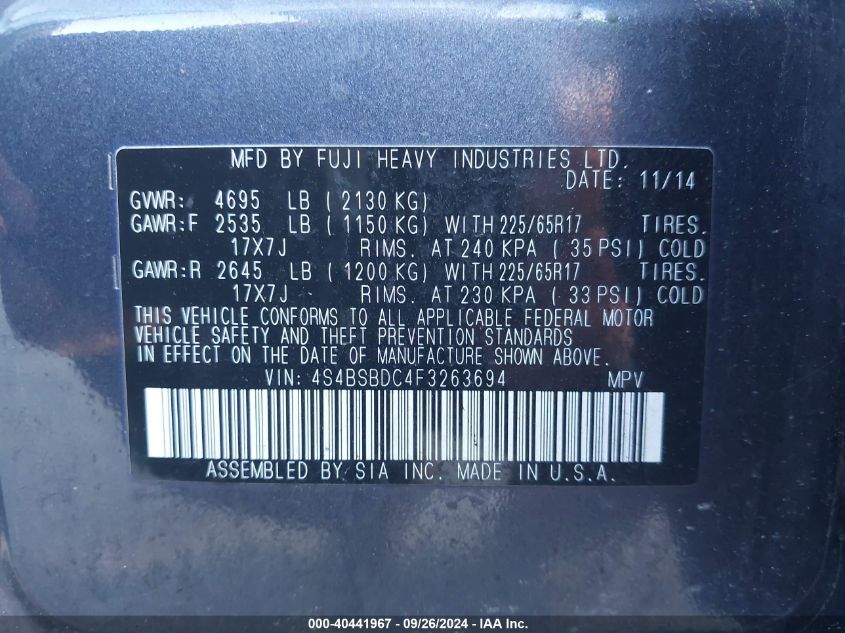 MFD BY FUJI HEAVY INDUSTRIES LTD.
DATE: 11/14
GVWR: 4695 LB ( 2130 KG)
GAWR:F 2535 LB ( 1150 KG) WITH 225/65R17 TIRES.
17X7J RIMS. AT 240 KPA ( 35 PSI) COLD
GAWR:R 2645 LB ( 1200 KG) WITH 225/65R17 TIRES.
17X7J RIMS. AT 230 KPA ( 33 PSI) COLD
THIS VEHICLE CONFORMS TO ALL APPLICABLE FEDERAL MOTOR
VEHICLE SAFETY AND THEFT PREVENTION STANDARDS
IN EFFECT ON THE DATE OF MANUFACTURE SHOWN ABOVE.
VIN: 4S4BSBDC4F3263694 MPV
ASSEMBLED BY SIA INC. MADE IN U.S.A.
000-40441967 - 09/26/2024 - IAA Inc.